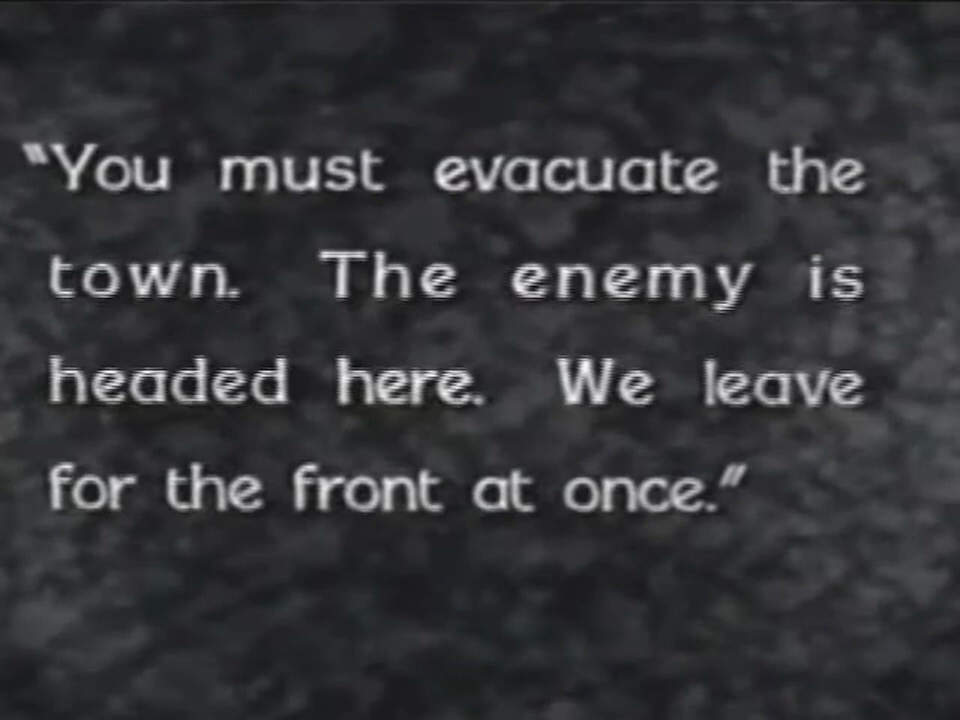 “You must evacuate the
town. The enemy is
headed here. We leave
for the front at once.”